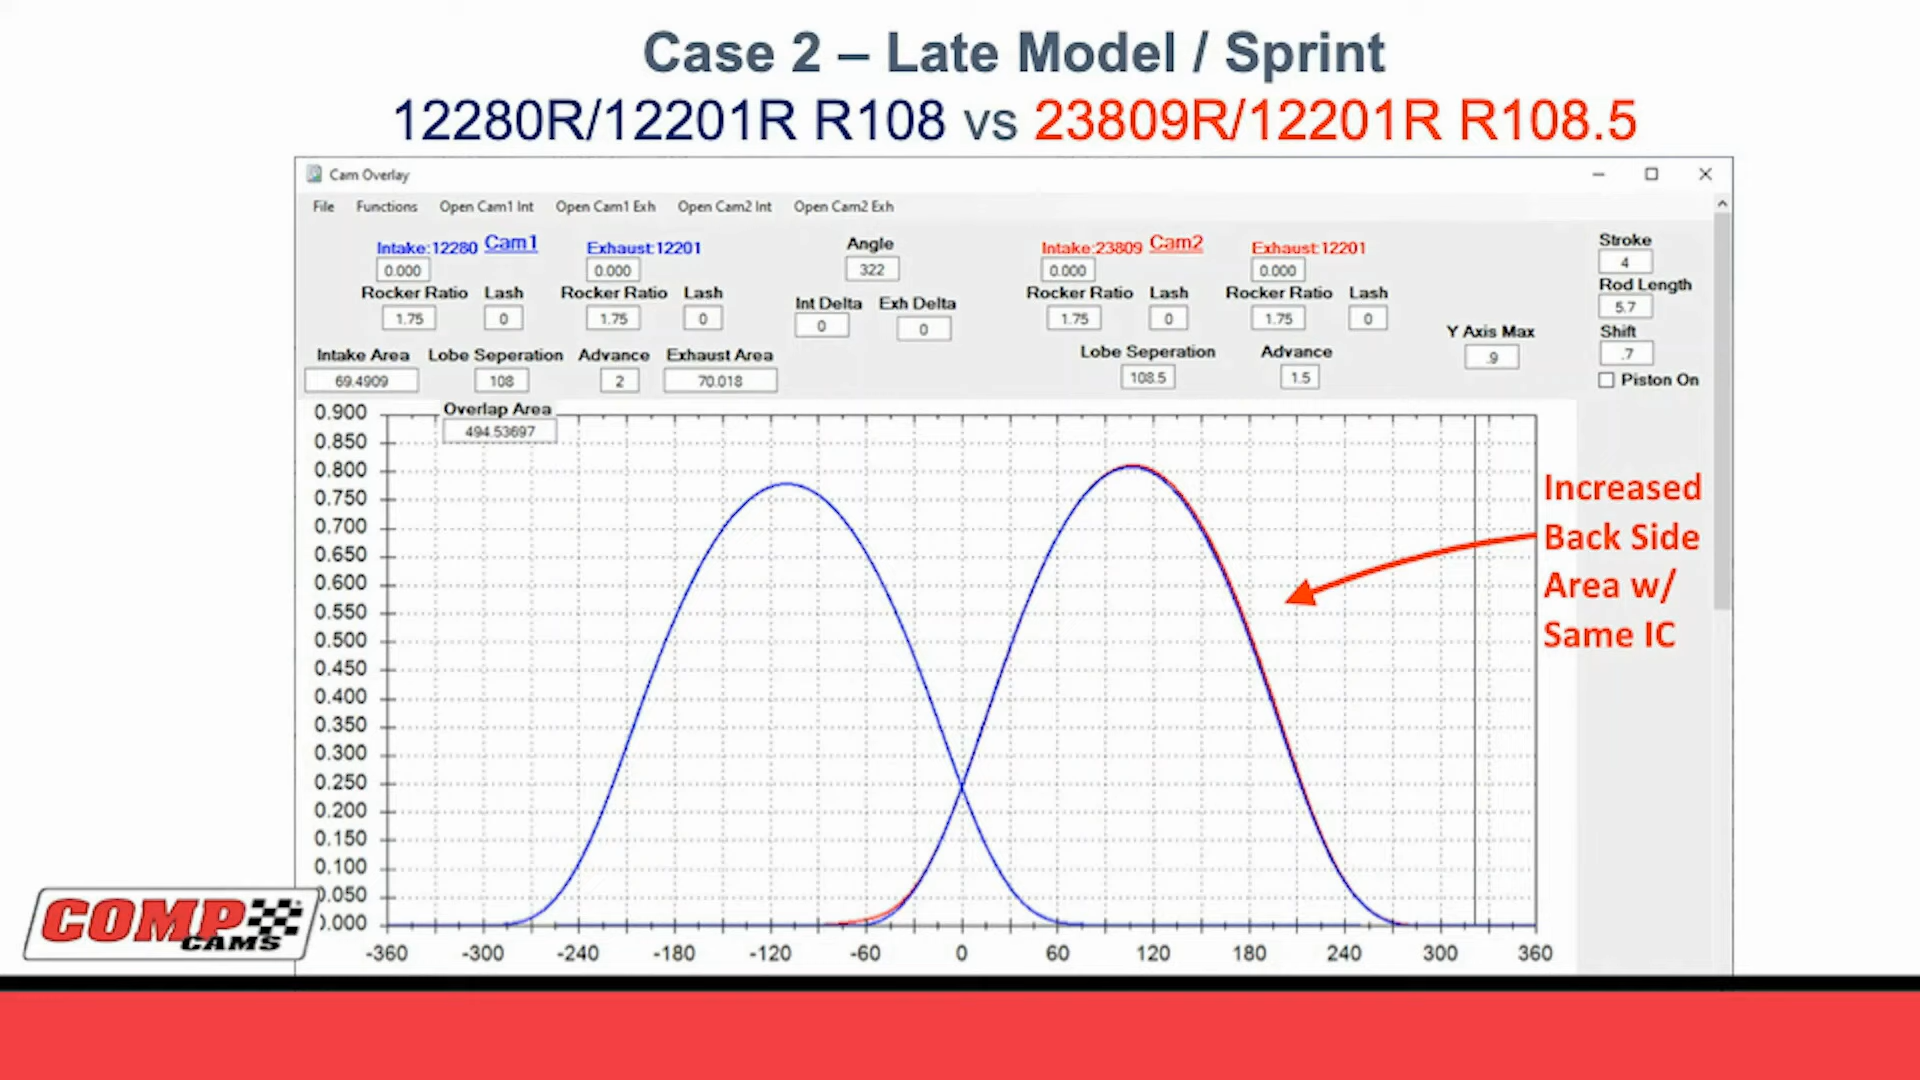 Case 2 – Late Model / Sprint
12280R/12201R R108 vs 23809R/12201R R108.5
Cam Overlay
File Functions Open Cam1 Int Open Cam1 Exh Open Cam2 Int Open Cam2 Exh
Intake:12280 Cam1 Exhaust:12201 Angle Intake:23809 Cam2 Exhaust:12201 Stroke
0.000 0.000 322 0.000 0.000 4
Rocker Ratio Lash Rocker Ratio Lash Int Delta Exh Delta Rocker Ratio Lash Rocker Ratio Lash Rod Length
1.75 0 1.75 0 0 0 1.75 0 1.75 0 5.7
Y Axis Max Shift
Intake Area Lobe Seperation Advance Exhaust Area Lobe Seperation Advance .9 .7
69.4909 108 2 70.018 108.5 1.5 Piston On
Overlap Area
494.53697
0.900
0.850
0.800
0.750
0.700
0.650
0.600
0.550
0.500
0.450
0.400
0.350
0.300
0.250
0.200
0.150
0.100
0.050
0.000
-360 -300 -240 -180 -120 -60 0 60 120 180 240 300 360
Increased
Back Side
Area w/
Same IC
COMP
CAMS